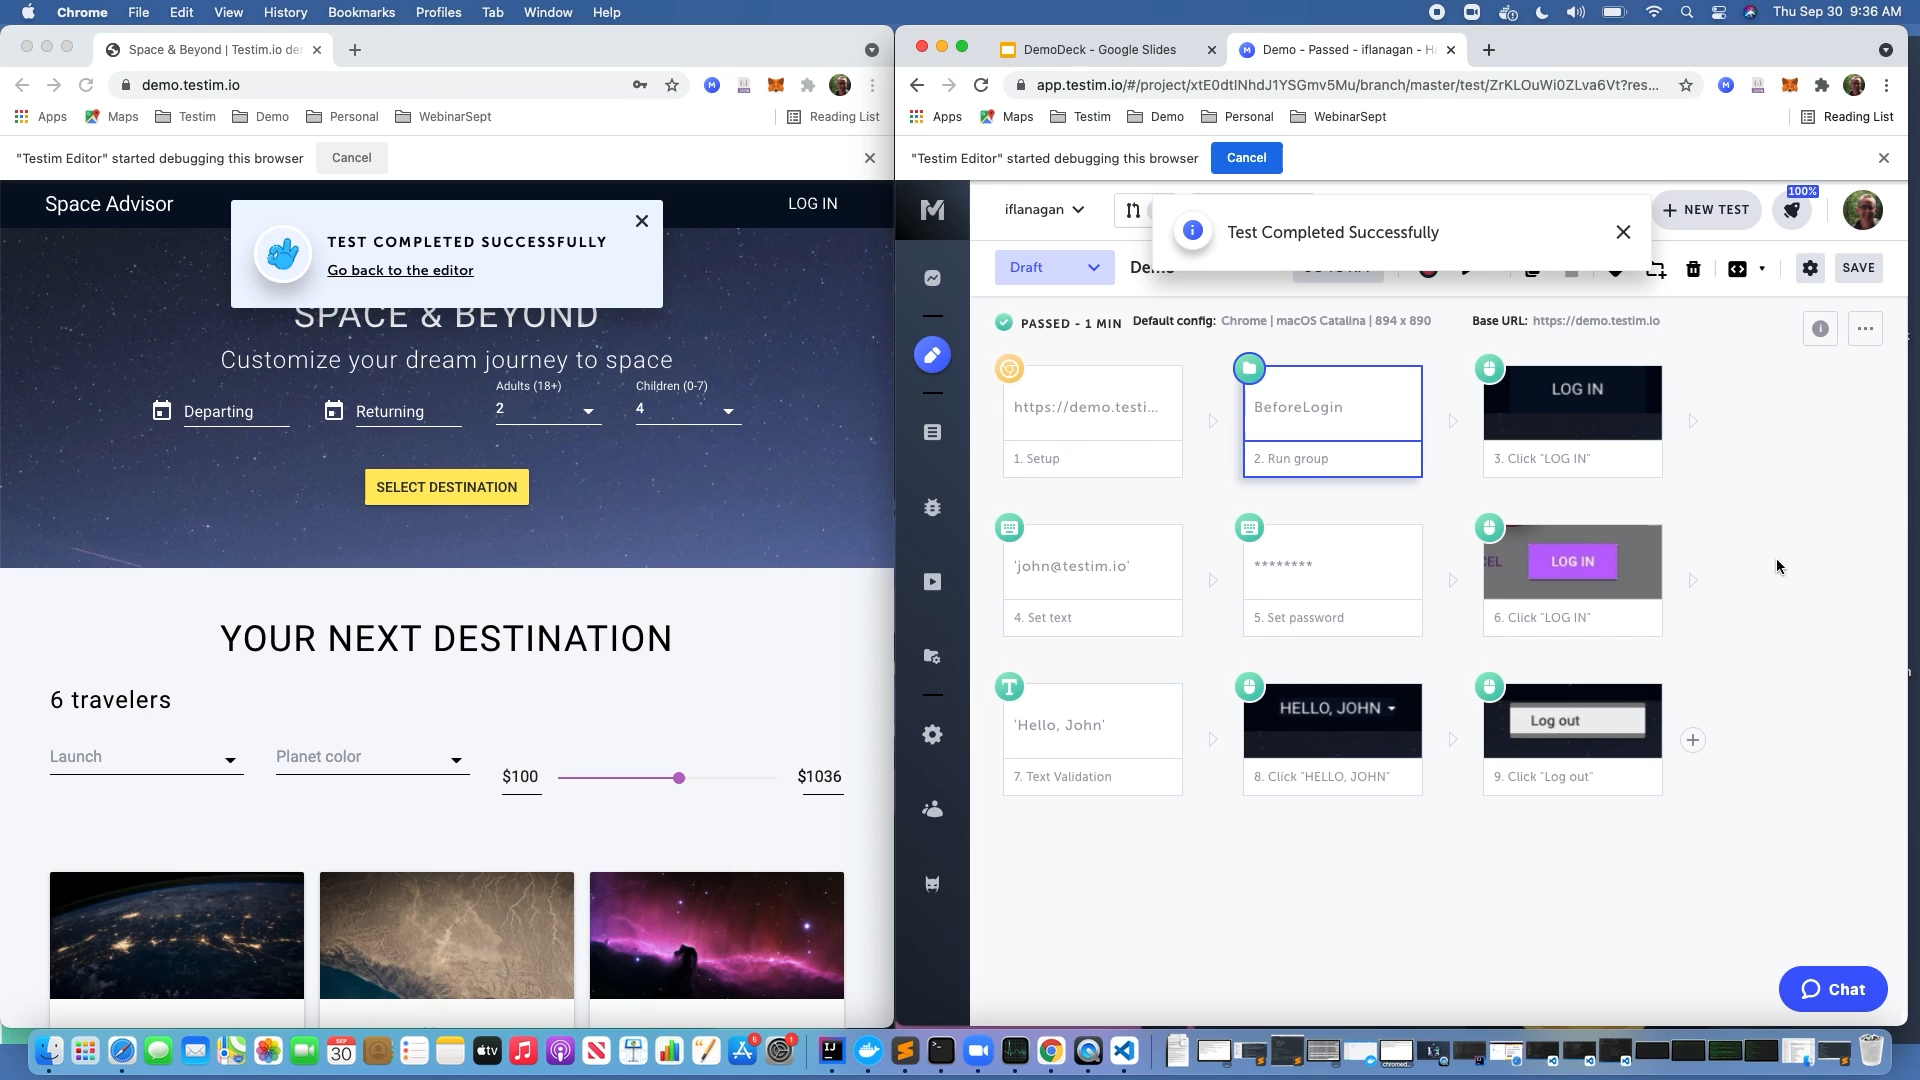 Chrome File Edit View History Bookmarks Profiles Tab Window Help
Thu Sep 30 9:36 AM
Space & Beyond | Testim.io de
demo.testim.io
Apps Maps Testim Demo Personal WebinarSept Reading List
"Testim Editor" started debugging this browser Cancel
Space Advisor
LOG IN
TEST COMPLETED SUCCESSFULLY
Go back to the editor
SPACE & BEYOND
Customize your dream journey to space
Adults (18+) Children (0-7)
Departing Returning 2 4
SELECT DESTINATION
YOUR NEXT DESTINATION
6 travelers
Launch Planet color
$100 $1036
DemoDeck - Google Slides
Demo - Passed - iflanagan - H
app.testim.io/#/project/xtE0dtINhdJ1YSGmv5Mu/branch/master/test/ZrKLOuWi0ZLva6Vt?res...
Apps Maps Testim Demo Personal WebinarSept Reading List
"Testim Editor" started debugging this browser Cancel
iflanagan
NEW TEST
100%
Test Completed Successfully
Draft
SAVE
PASSED - 1 MIN Default config: Chrome | macOS Catalina | 894 x 890 Base URL: https://demo.testim.io
https://demo.testi...
1. Setup
BeforeLogin
2. Run group
LOG IN
3. Click "LOG IN"
'john@testim.io'
4. Set text
********
5. Set password
CEL LOG IN
6. Click "LOG IN"
'Hello, John'
7. Text Validation
HELLO, JOHN
8. Click "HELLO, JOHN"
Log out
9. Click "Log out"
Chat
SEP
30
tv
6
1
IJ